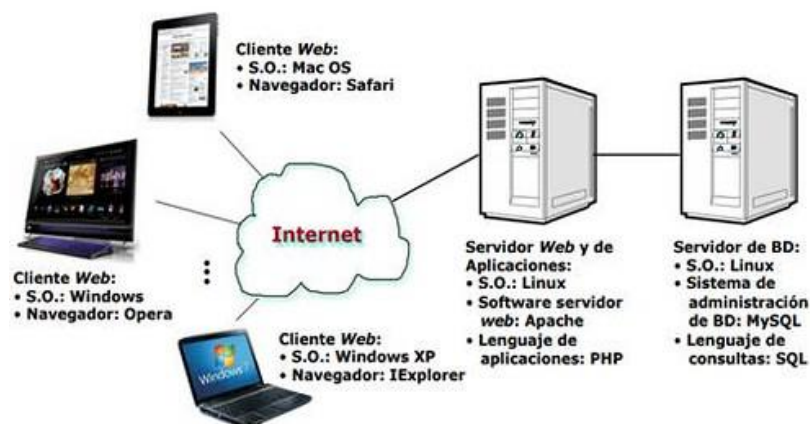 Cliente Web:
• S.O.: Mac OS
• Navegador: Safari
Cliente Web:
• S.O.: Windows
• Navegador: Opera
Internet
Cliente Web:
• S.O.: Windows XP
• Navegador: IExplorer
Windows 7
Servidor Web y de
Aplicaciones:
• S.O.: Linux
• Software servidor
web: Apache
• Lenguaje de
aplicaciones: PHP
Servidor de BD:
• S.O.: Linux
• Sistema de
administración
de BD: MySQL
• Lenguaje de
consultas: SQL